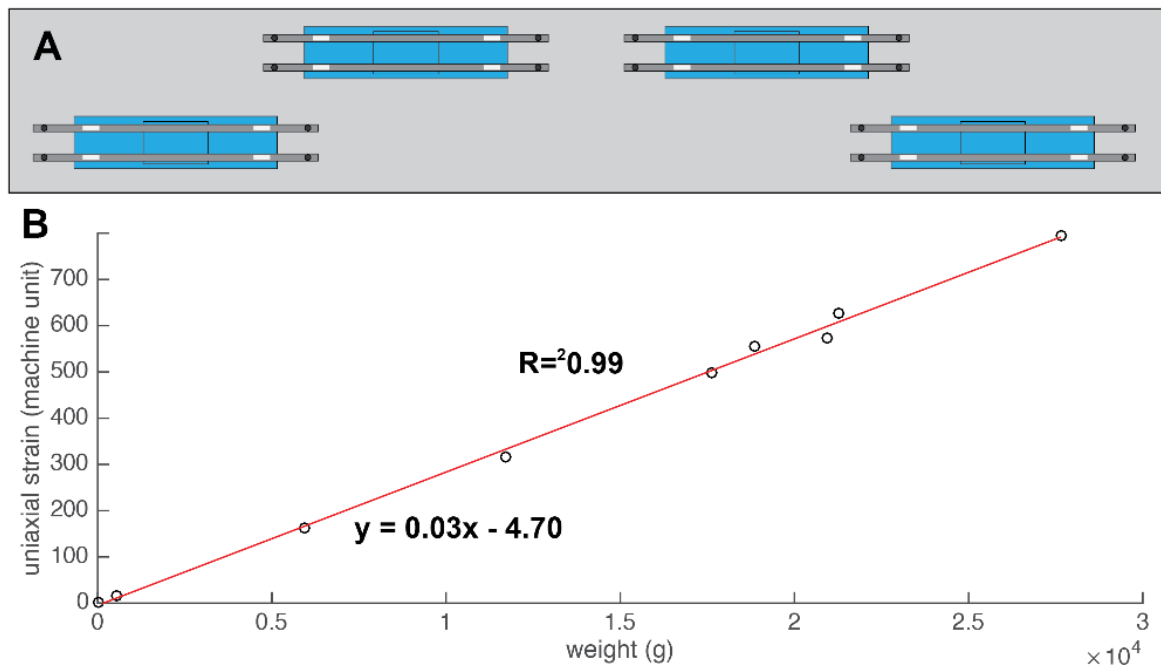 A
B
uniaxial strain (machine unit)
700
600
500
400
300
200
100
0
R=²0.99
y = 0.03x - 4.70
0
0.5
1
1.5
2
2.5
3
weight (g)
×10⁴